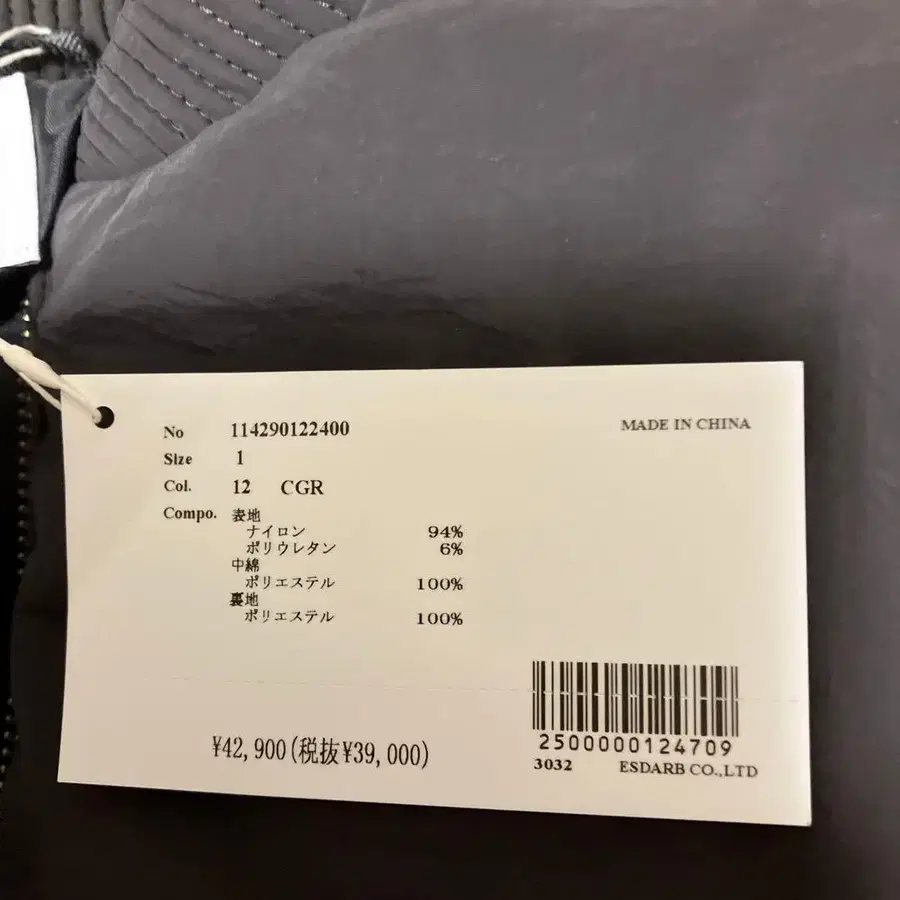 No 114290122400
MADE IN CHINA
Size 1
Col. 12 CGR
Compo. 表地
ナイロン 94%
ポリウレタン 6%
中綿
ポリエステル 100%
裏地
ポリエステル 100%
¥42,900(税抜¥39,000)
2500000124709
3032 ESDARB CO.,LTD